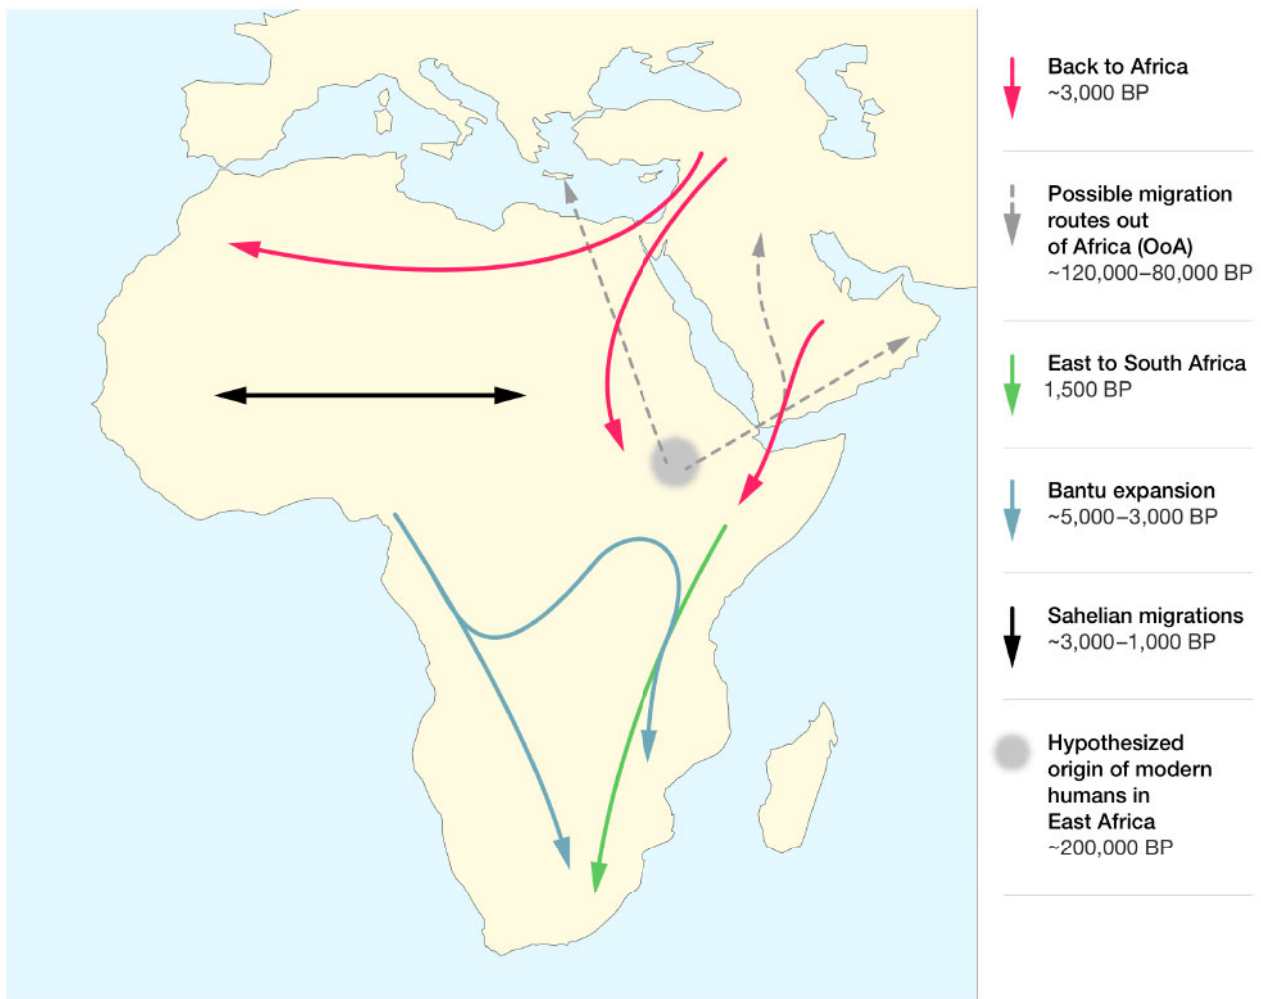 Back to Africa
~3,000 BP
Possible migration
routes out
of Africa (OoA)
~120,000–80,000 BP
East to South Africa
1,500 BP
Bantu expansion
~5,000–3,000 BP
Sahelian migrations
~3,000–1,000 BP
Hypothesized
origin of modern
humans in
East Africa
~200,000 BP